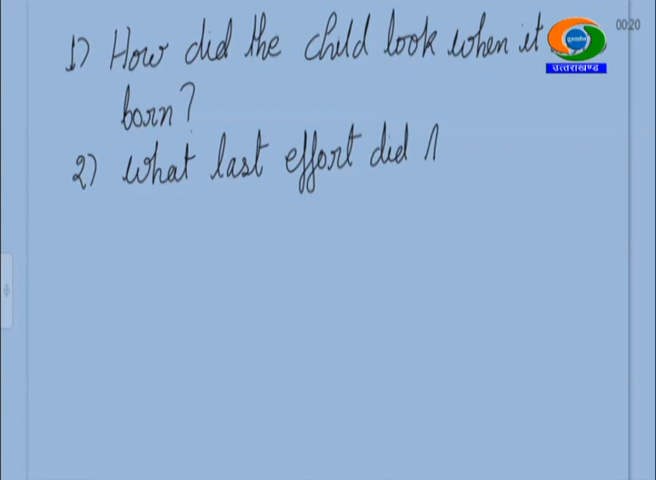 1) How did the child look when it
00:20
उत्तराखण्ड
born?
2) What last effort did